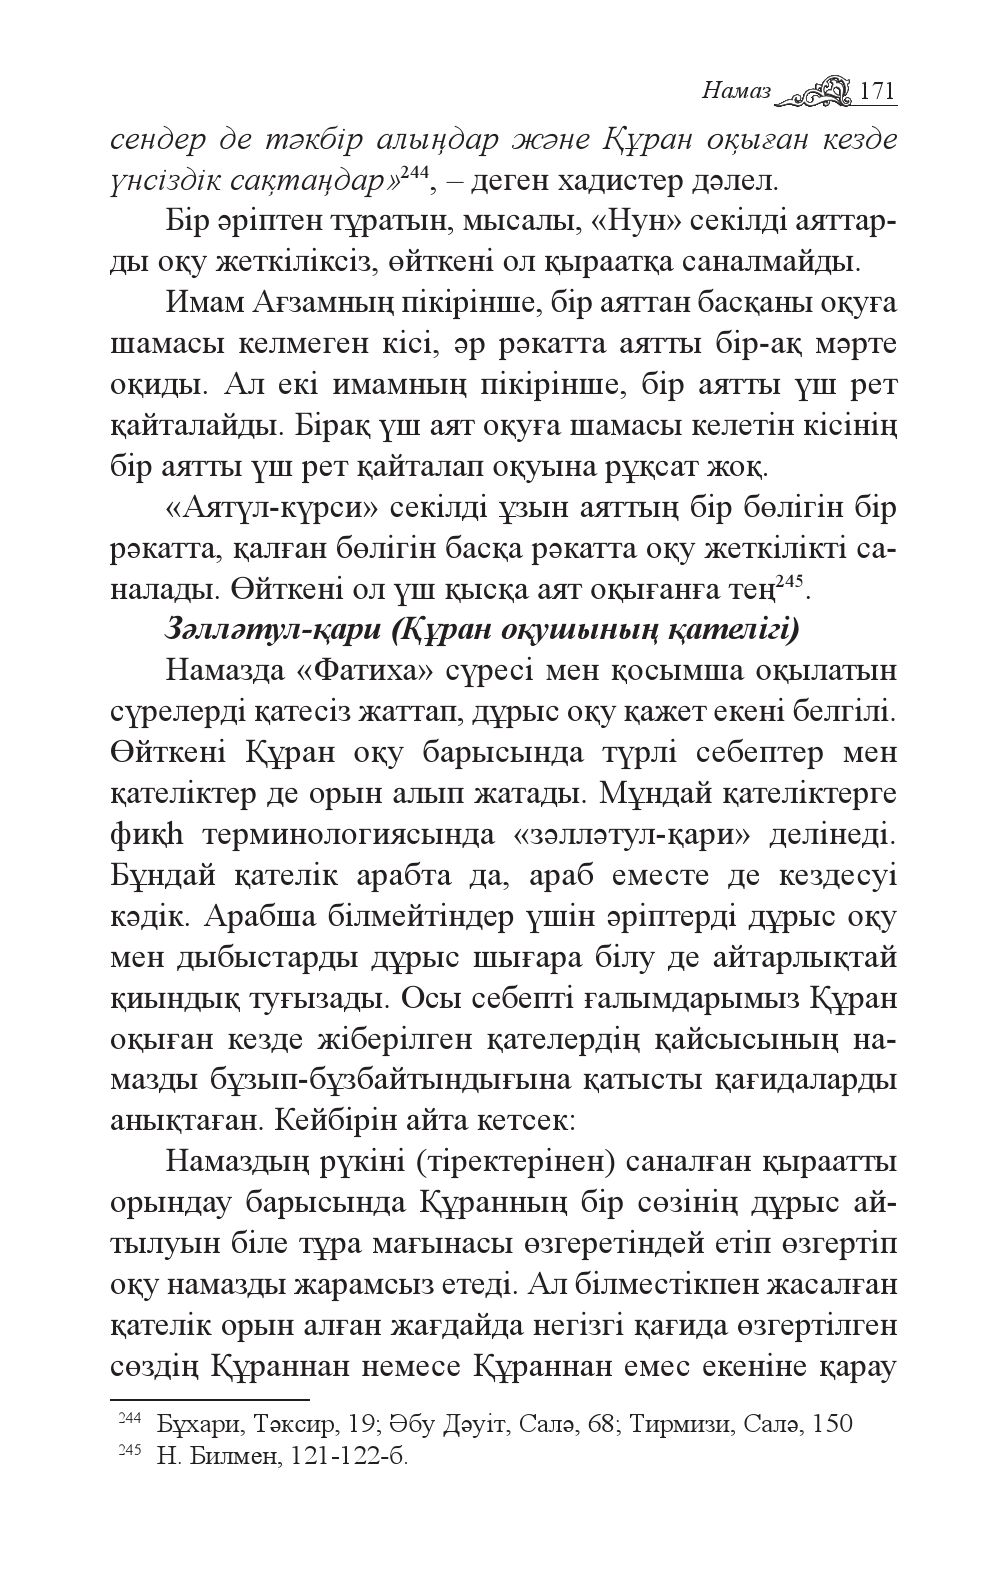 Намаз 171
сендер де тәкбір алыңдар және Құран оқыған кезде
үнсіздік сақтаңдар»²⁴⁴, – деген хадистер дәлел.
Бір әріптен тұратын, мысалы, «Нун» секілді аяттар-
ды оқу жеткіліксіз, өйткені ол қыраатқа саналмайды.
Имам Ағзамның пікірінше, бір аяттан басқаны оқуға
шамасы келмеген кісі, әр рәкатта аятты бір-ақ мәрте
оқиды. Ал екі имамның пікірінше, бір аятты үш рет
қайталайды. Бірақ үш аят оқуға шамасы келетін кісінің
бір аятты үш рет қайталап оқуына рұқсат жоқ.
«Аятүл-күрси» секілді ұзын аяттың бір бөлігін бір
рәкатта, қалған бөлігін басқа рәкатта оқу жеткілікті са-
налады. Өйткені ол үш қысқа аят оқығанға тең²⁴⁵.
Зәлләтул-қари (Құран оқушының қателігі)
Намазда «Фатиха» сүресі мен қосымша оқылатын
сүрелерді қатесіз жаттап, дұрыс оқу қажет екені белгілі.
Өйткені Құран оқу барысында түрлі себептер мен
қателіктер де орын алып жатады. Мұндай қателіктерге
фиқһ терминологиясында «зәлләтул-қари» делінеді.
Бұндай қателік арабта да, араб еместе де кездесуі
кәдік. Арабша білмейтіндер үшін әріптерді дұрыс оқу
мен дыбыстарды дұрыс шығара білу де айтарлықтай
қиындық туғызады. Осы себепті ғалымдарымыз Құран
оқыған кезде жіберілген қателердің қайсысының на-
мазды бұзып-бұзбайтындығына қатысты қағидаларды
анықтаған. Кейбірін айта кетсек:
Намаздың рүкіні (тіректерінен) саналған қыраатты
орындау барысында Құранның бір сөзінің дұрыс ай-
тылуын біле тұра мағынасы өзгеретіндей етіп өзгертіп
оқу намазды жарамсыз етеді. Ал білместікпен жасалған
қателік орын алған жағдайда негізгі қағида өзгертілген
сөздің Құраннан немесе Құраннан емес екеніне қарау
²⁴⁴ Бұхари, Тәксир, 19; Әбу Дәуіт, Салә, 68; Тирмизи, Салә, 150
²⁴⁵ Н. Билмен, 121-122-б.